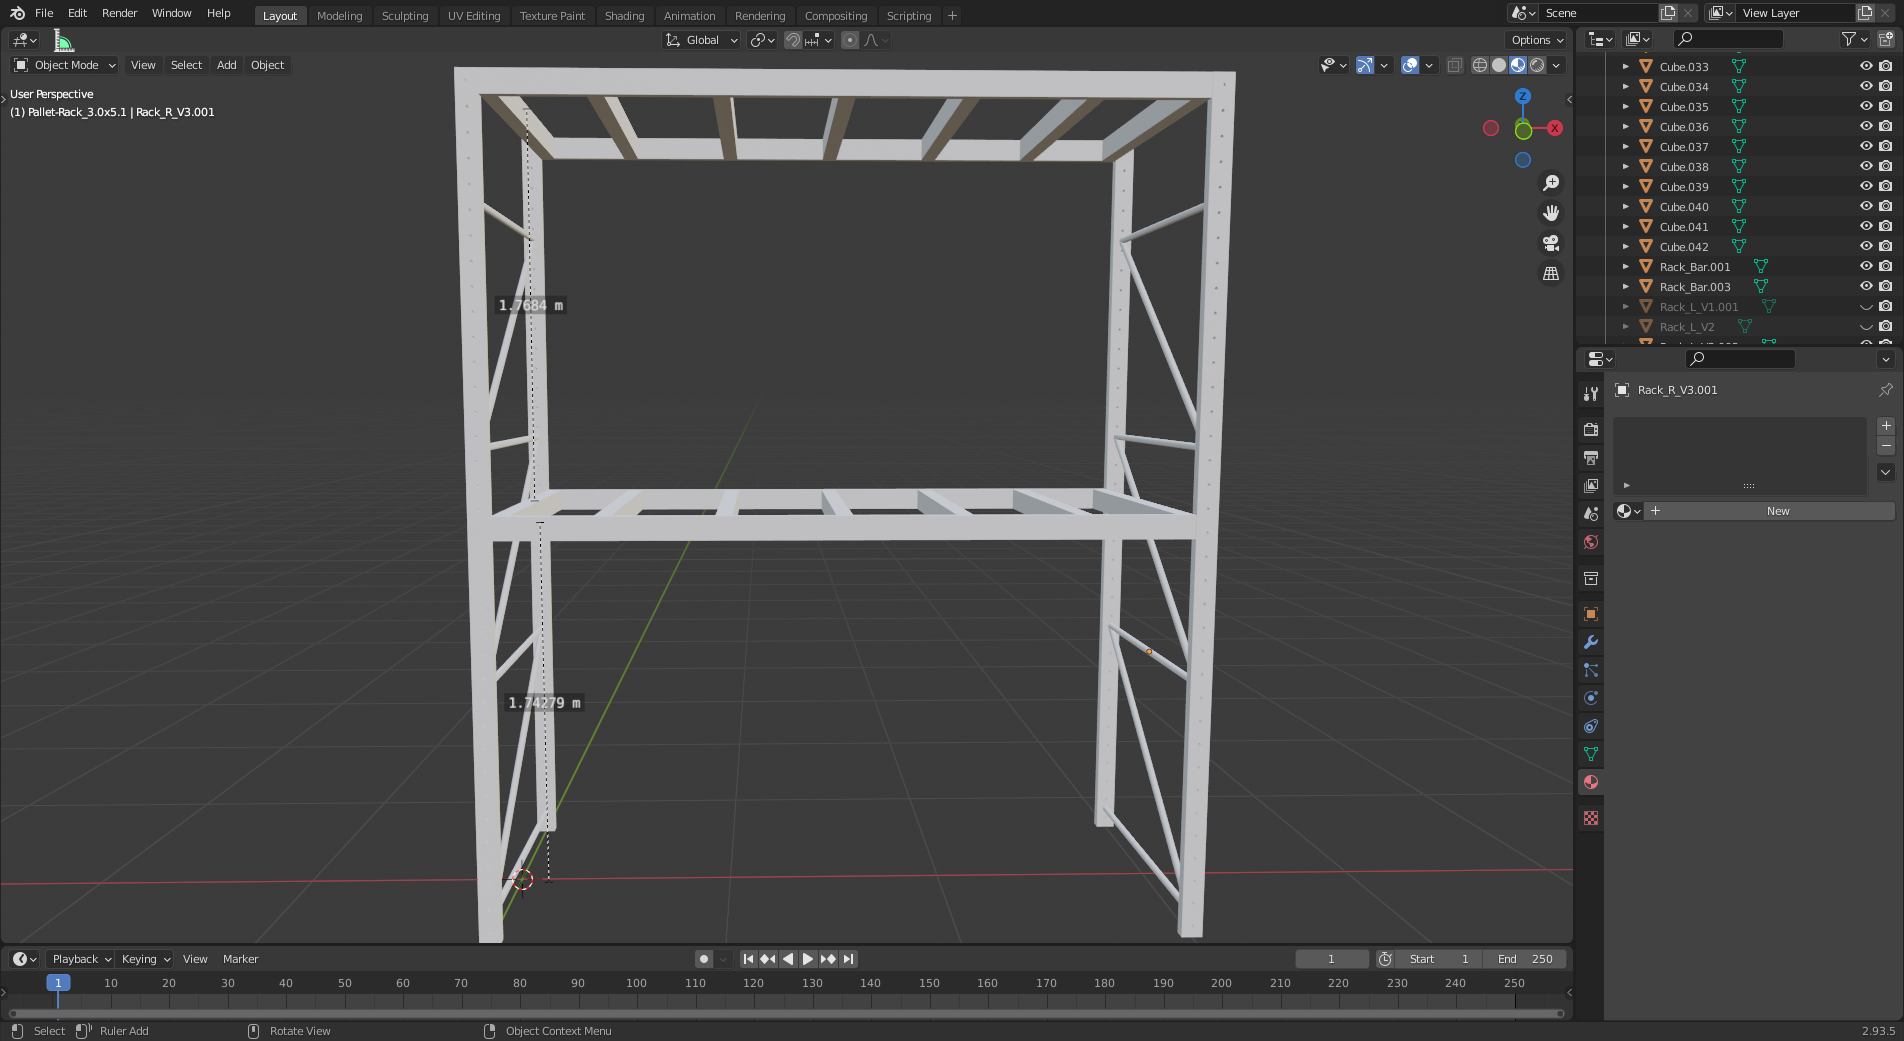 File Edit Render Window Help
Layout Modeling Sculpting UV Editing Texture Paint Shading Animation Rendering Compositing Scripting +
Scene
View Layer
Global
Options
Object Mode View Select Add Object
User Perspective
(1) Pallet-Rack_3.0x5.1 | Rack_R_V3.001
Z
X
1.7684 m
1.74279 m
Cube.033
Cube.034
Cube.035
Cube.036
Cube.037
Cube.038
Cube.039
Cube.040
Cube.041
Cube.042
Rack_Bar.001
Rack_Bar.003
Rack_L_V1.001
Rack_L_V2
Rack_R_V3.001
+ New
Playback Keying View Marker
1 Start 1 End 250
1 10 20 30 40 50 60 70 80 90 100 110 120 130 140 150 160 170 180 190 200 210 220 230 240 250
Select Ruler Add Rotate View Object Context Menu 2.93.5